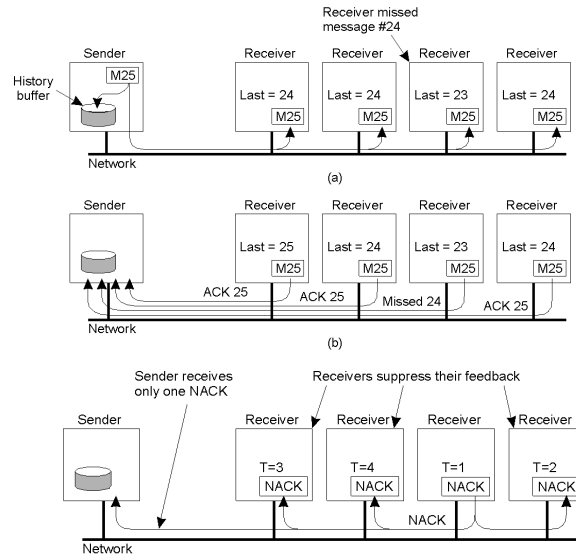 Receiver missed
message #24
Sender
Receiver
Receiver
Receiver
Receiver
History
buffer
M25
Last = 24
Last = 24
Last = 23
Last = 24
M25
M25
M25
M25
Network
(a)
Sender
Receiver
Receiver
Receiver
Receiver
Last = 25
Last = 24
Last = 23
Last = 24
M25
M25
M25
M25
ACK 25
ACK 25
Missed 24
ACK 25
Network
(b)
Sender receives
only one NACK
Receivers suppress their feedback
Sender
Receiver
Receiver
Receiver
Receiver
T=3
T=4
T=1
T=2
NACK
NACK
NACK
NACK
NACK
Network